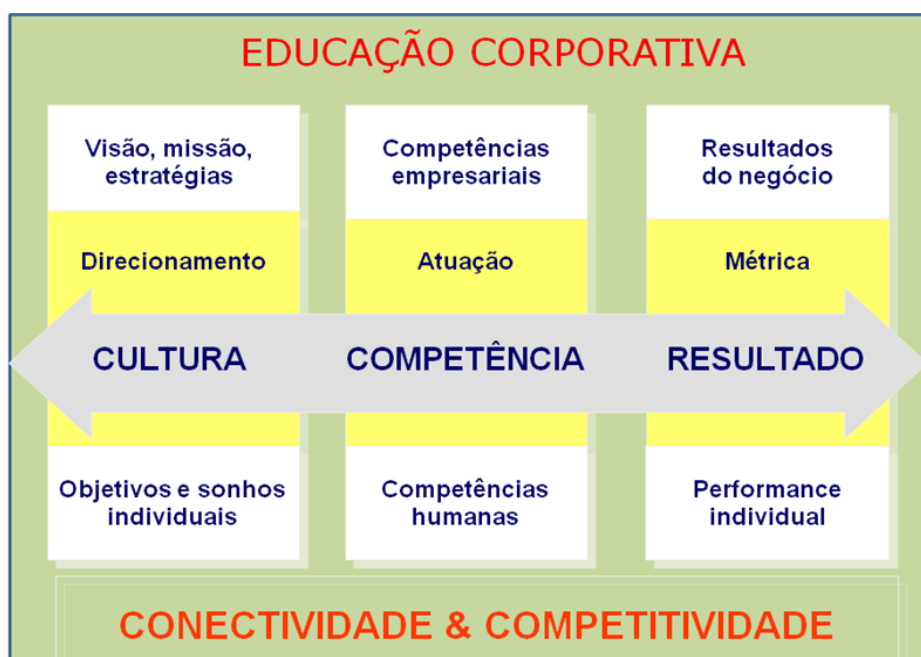 EDUCAÇÃO CORPORATIVA
Visão, missão,
estratégias
Competências
empresariais
Resultados
do negócio
Direcionamento
Atuação
Métrica
CULTURA
COMPETÊNCIA
RESULTADO
Objetivos e sonhos
individuais
Competências
humanas
Performance
individual
CONECTIVIDADE & COMPETITIVIDADE